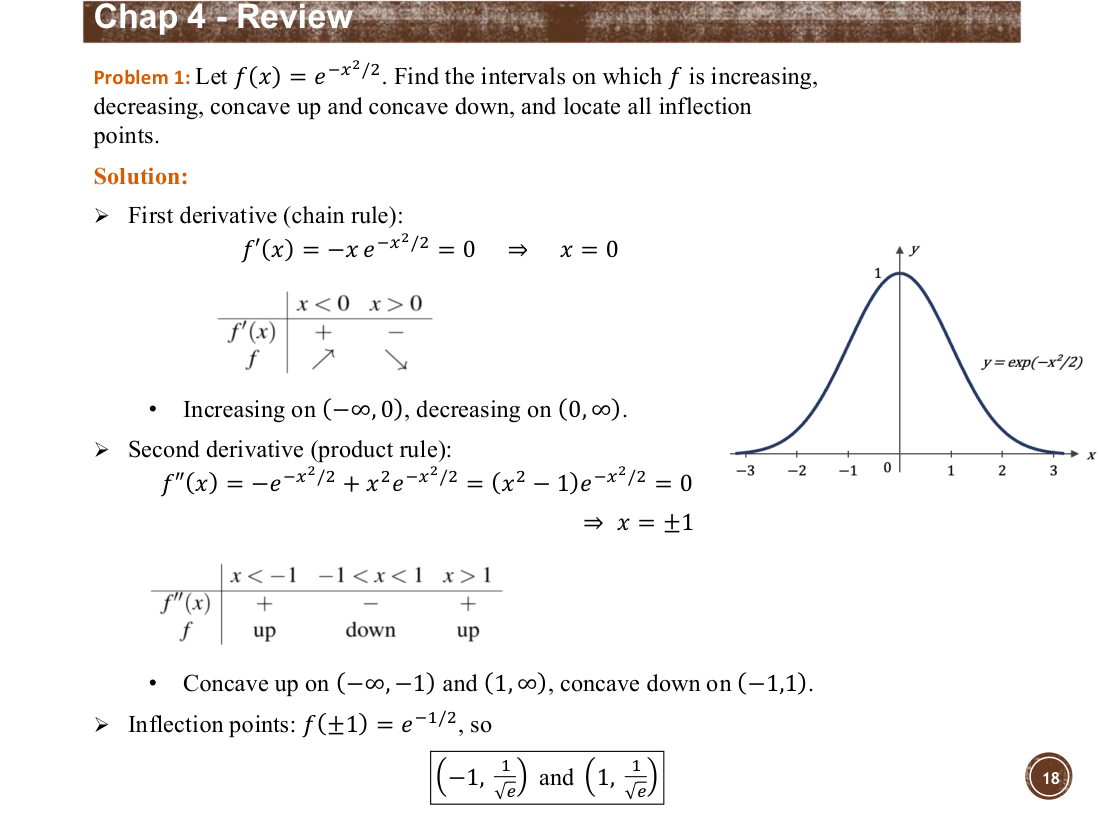 Chap 4 - Review
Problem 1: Let f(x) = e^{−x²/2}. Find the intervals on which f is increasing,
decreasing, concave up and concave down, and locate all inflection
points.
Solution:
➢ First derivative (chain rule):
f′(x) = −x e^{−x²/2} = 0 ⇒ x = 0
x < 0 x > 0
f′(x) + −
f ↗ ↘
• Increasing on (−∞, 0), decreasing on (0, ∞).
➢ Second derivative (product rule):
f″(x) = −e^{−x²/2} + x²e^{−x²/2} = (x² − 1)e^{−x²/2} = 0
⇒ x = ±1
x < −1 −1 < x < 1 x > 1
f″(x) + − +
f up down up
• Concave up on (−∞, −1) and (1, ∞), concave down on (−1,1).
➢ Inflection points: f(±1) = e^{−1/2}, so
(−1, 1/√e) and (1, 1/√e)
y
1
y = exp(−x²/2)
−3 −2 −1 0 1 2 3 x
18